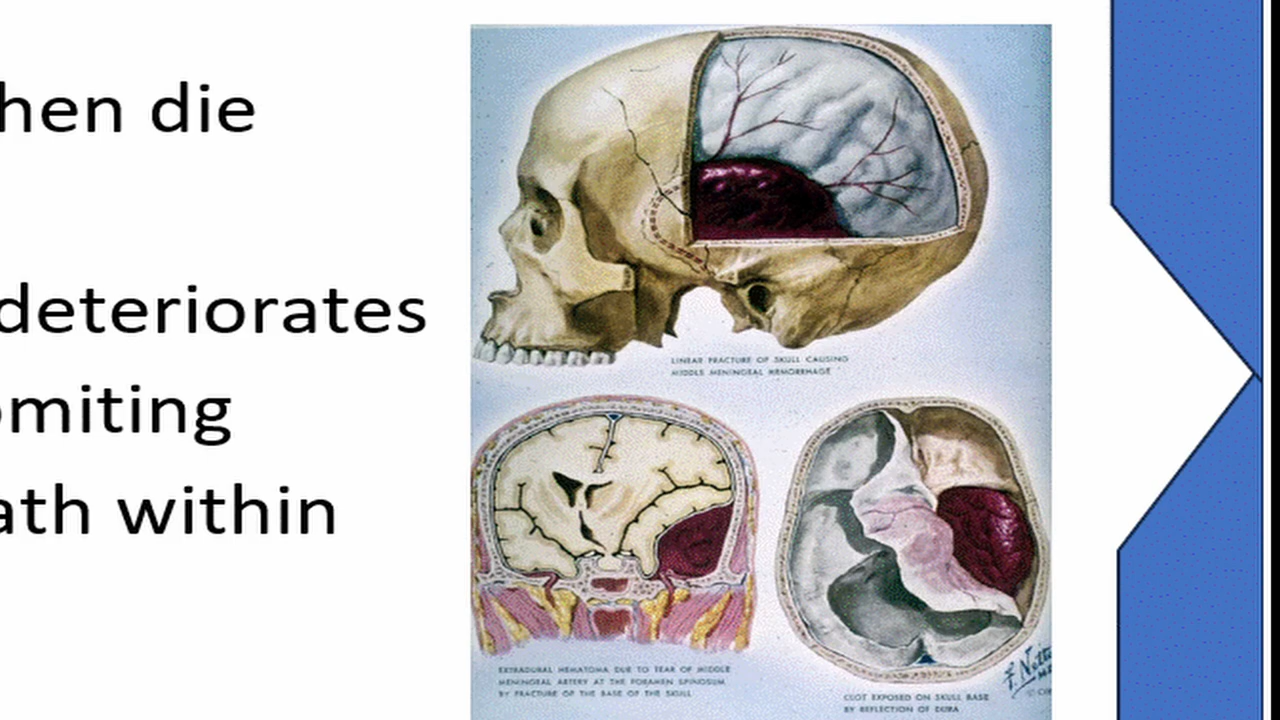 hen die
deteriorates
omiting
ath within
LINEAR FRACTURE OF SKULL CAUSING
MIDDLE MENINGEAL HEMORRHAGE
EXTRADURAL HEMATOMA DUE TO TEAR OF MIDDLE
MENINGEAL ARTERY AT THE FORAMEN SPINOSUM
BY FRACTURE OF THE BASE OF THE SKULL
CLOT EXPOSED ON SKULL BASE
BY REFLECTION OF DURA